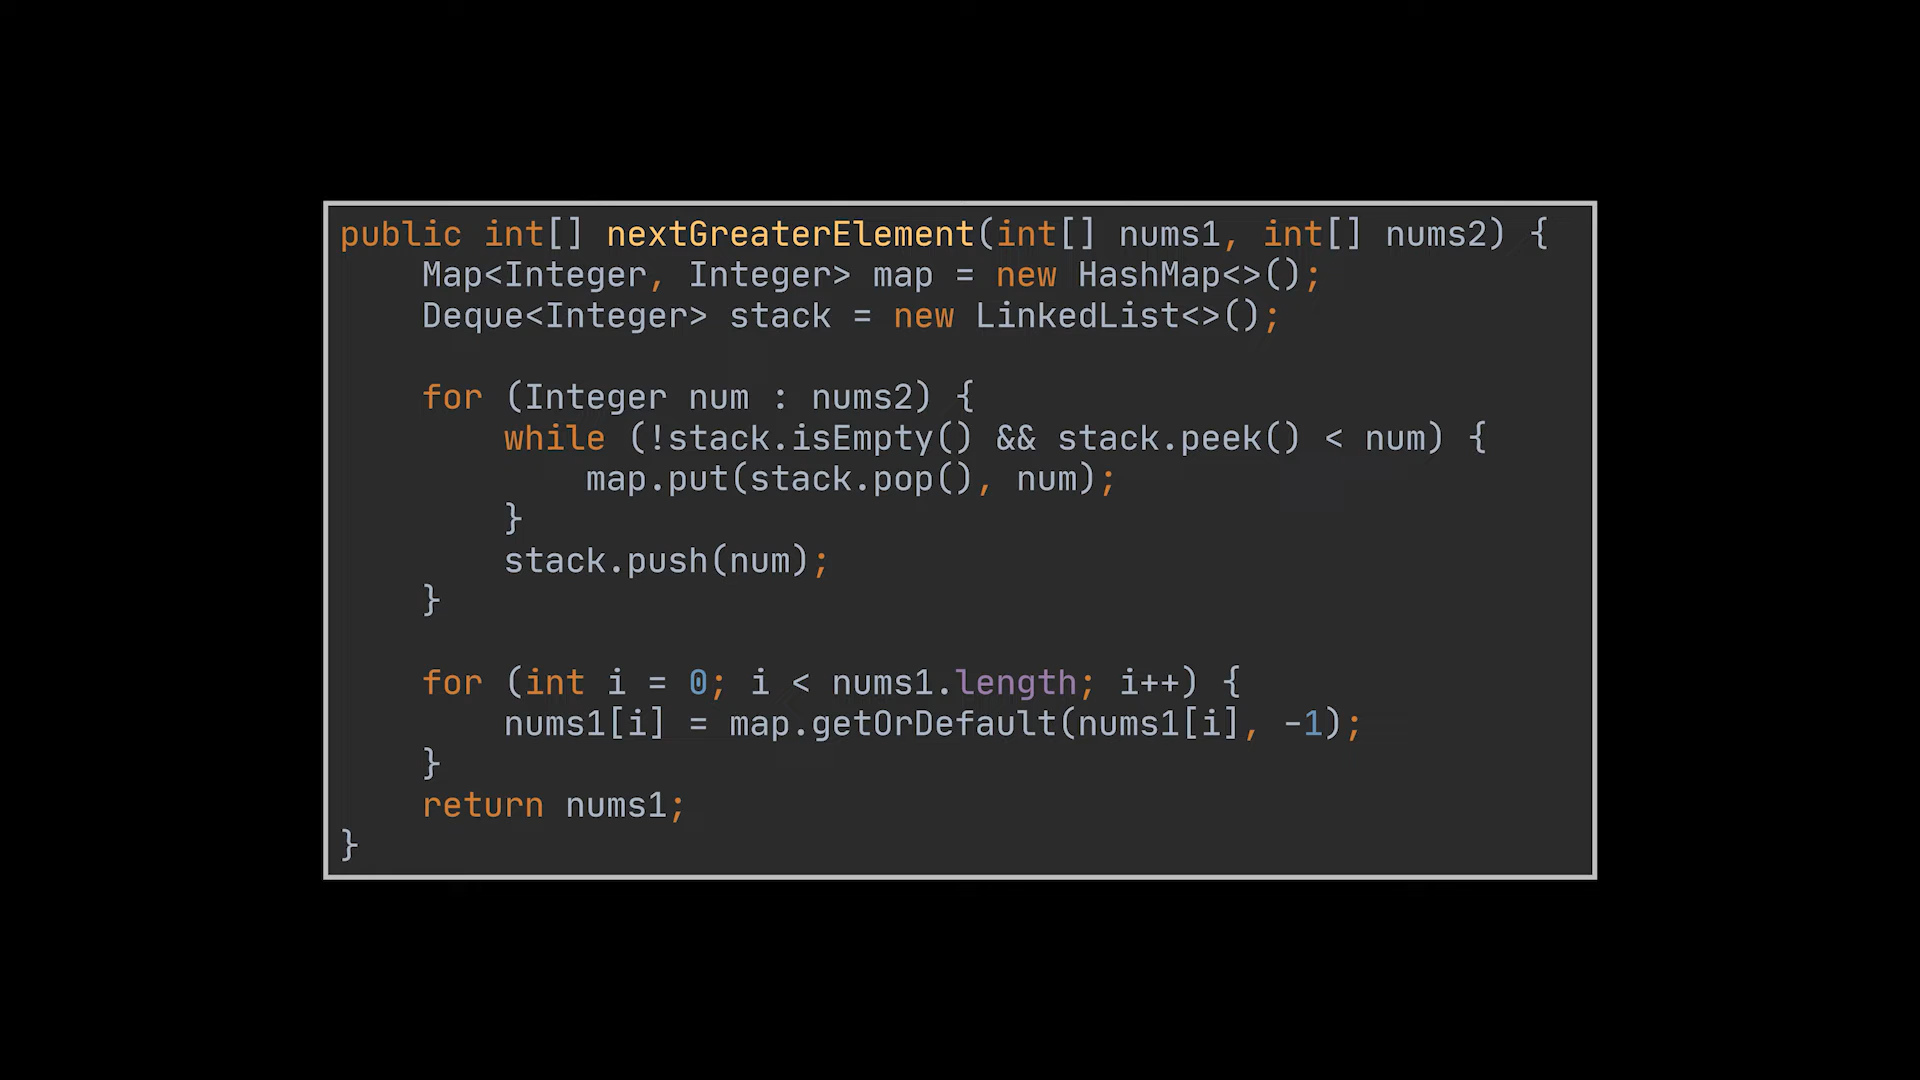 public int[] nextGreaterElement(int[] nums1, int[] nums2) {
    Map<Integer, Integer> map = new HashMap<>();
    Deque<Integer> stack = new LinkedList<>();

    for (Integer num : nums2) {
        while (!stack.isEmpty() && stack.peek() < num) {
            map.put(stack.pop(), num);
        }
        stack.push(num);
    }

    for (int i = 0; i < nums1.length; i++) {
        nums1[i] = map.getOrDefault(nums1[i], -1);
    }
    return nums1;
}